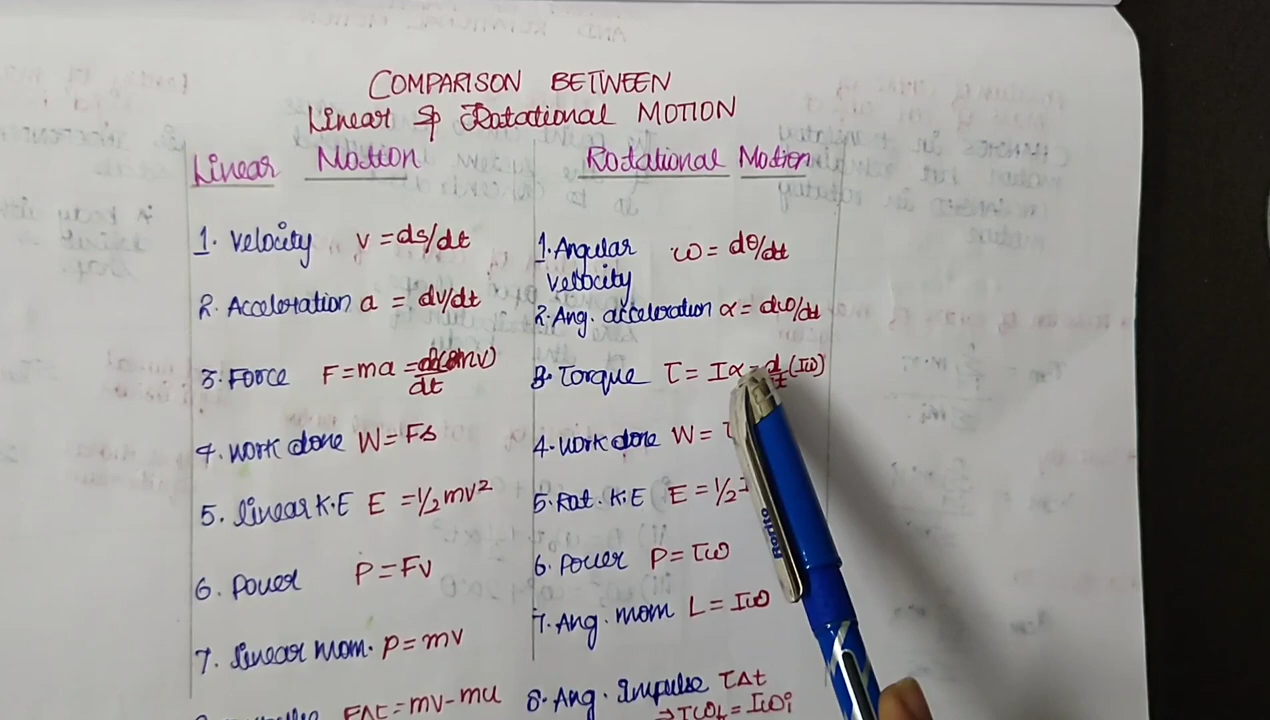 COMPARISON BETWEEN
Linear & Rotational MOTION
Linear Motion
1. Velocity v = ds/dt
2. Acceleration a = dv/dt
3. Force F = ma = d(mv)/dt
4. Work done W = Fs
5. Linear K.E E = 1/2 mv²
6. Power P = Fv
7. Linear mom. P = mv
FΔt = mv - mu
Rotational Motion
1. Angular velocity ω = dθ/dt
2. Ang. acceleration α = dω/dt
3. Torque τ = Iα = d/dt (Iω)
4. Work done W =
5. Rot. K.E E = 1/2
6. Power P = τω
7. Ang. mom L = Iω
8. Ang. Impulse τΔt
→ Iωf = Iωi
Rorito